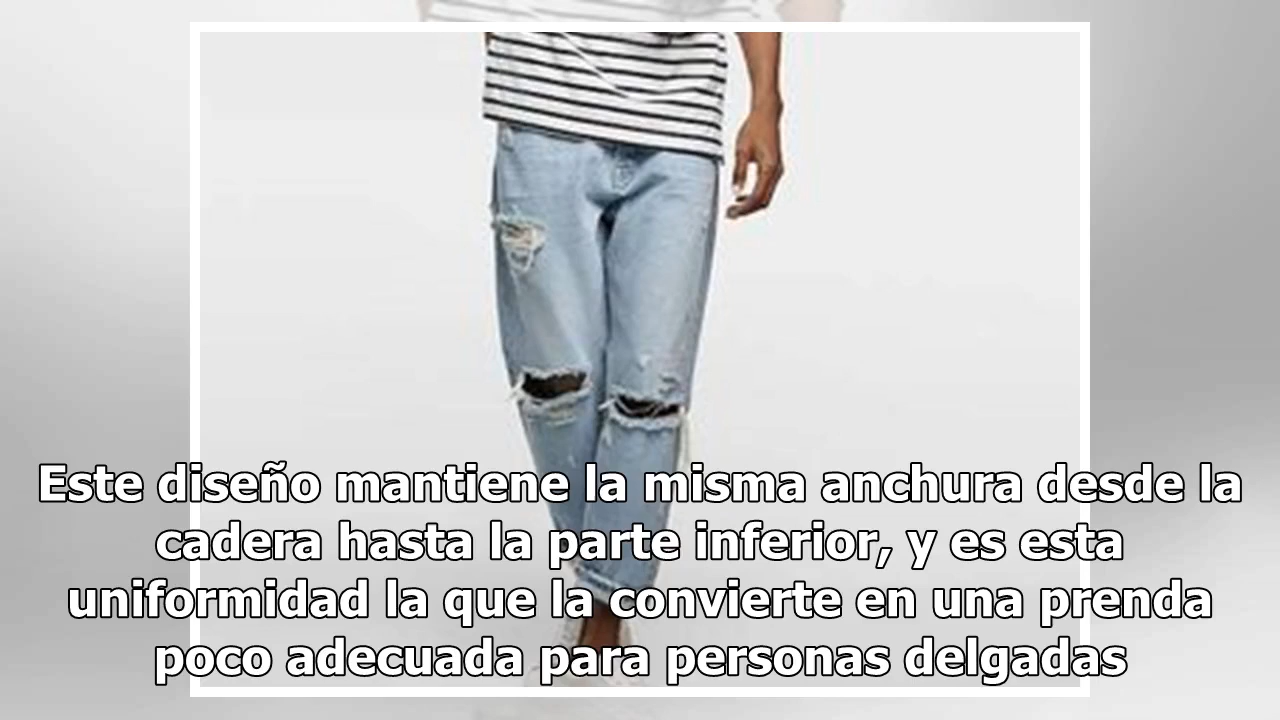 Este diseño mantiene la misma anchura desde la
cadera hasta la parte inferior, y es esta
uniformidad la que la convierte en una prenda
poco adecuada para personas delgadas